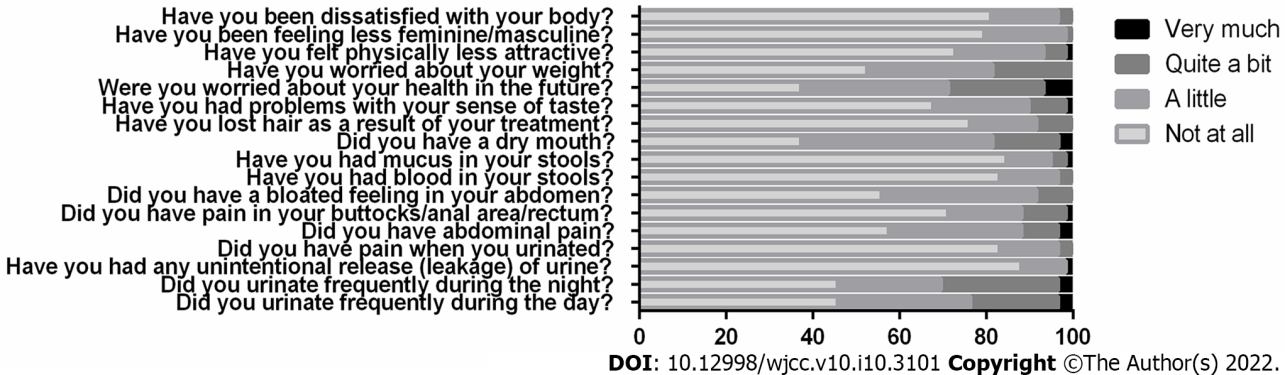 Have you been dissatisfied with your body?
Have you been feeling less feminine/masculine?
Have you felt physically less attractive?
Have you worried about your weight?
Were you worried about your health in the future?
Have you had problems with your sense of taste?
Have you lost hair as a result of your treatment?
Did you have a dry mouth?
Have you had mucus in your stools?
Have you had blood in your stools?
Did you have a bloated feeling in your abdomen?
Did you have pain in your buttocks/anal area/rectum?
Did you have abdominal pain?
Did you have pain when you urinated?
Have you had any unintentional release (leakage) of urine?
Did you urinate frequently during the night?
Did you urinate frequently during the day?
0 20 40 60 80 100
Very much
Quite a bit
A little
Not at all
DOI: 10.12998/wjcc.v10.i10.3101 Copyright ©The Author(s) 2022.